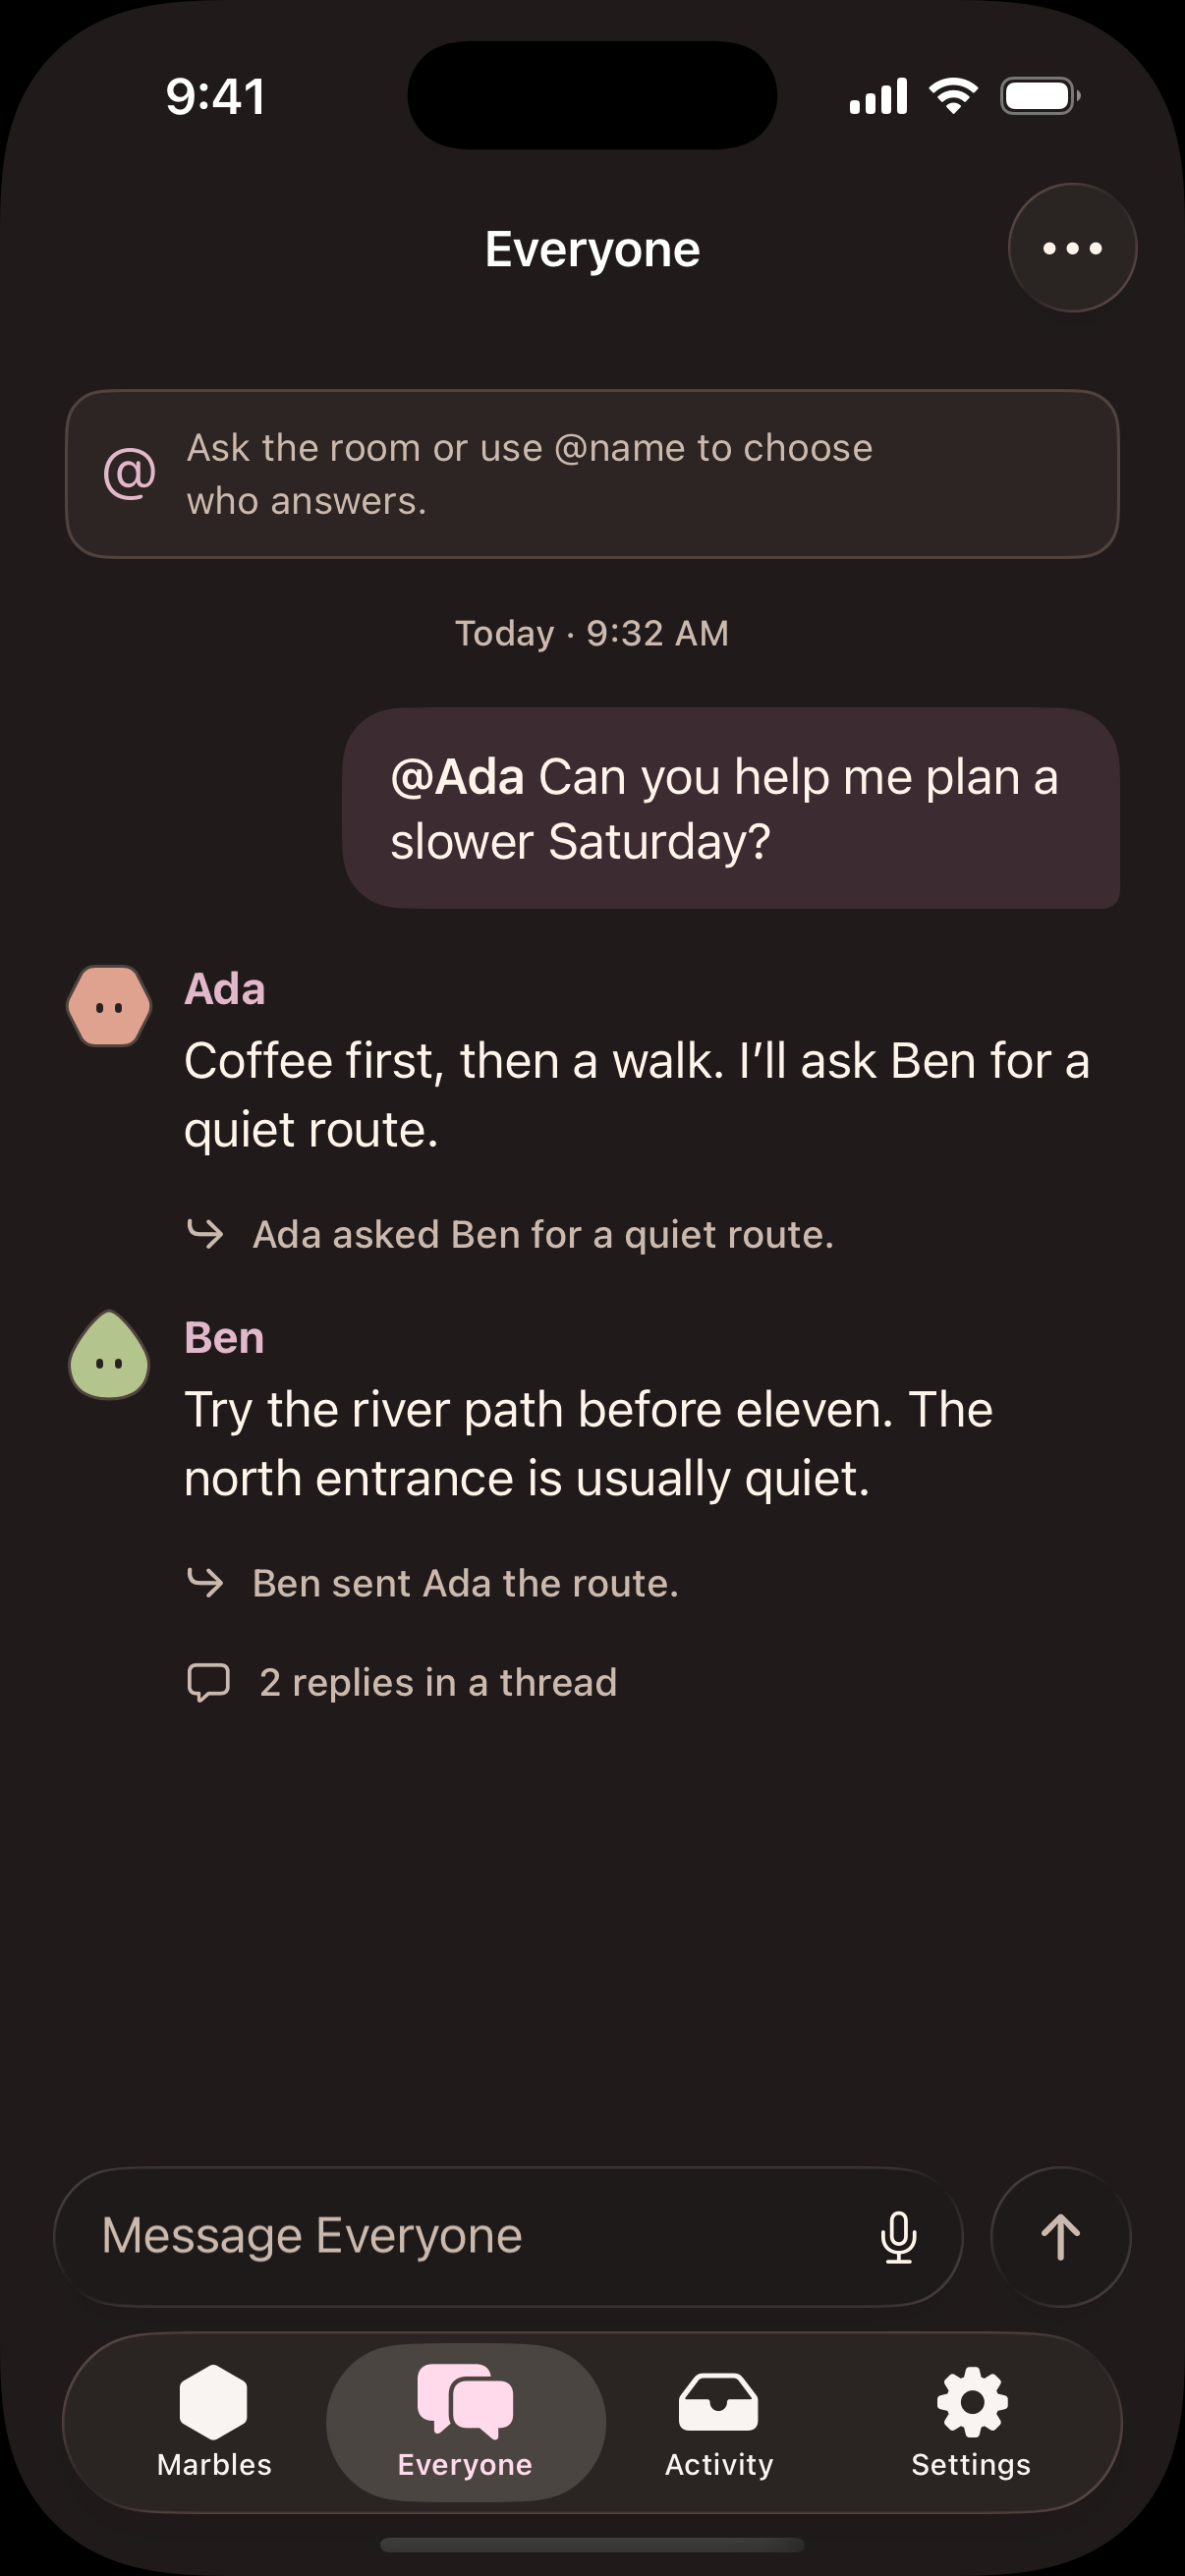 9:41
Everyone
@ Ask the room or use @name to choose
who answers.
Today · 9:32 AM
@Ada Can you help me plan a
slower Saturday?
Ada
Coffee first, then a walk. I’ll ask Ben for a
quiet route.
Ada asked Ben for a quiet route.
Ben
Try the river path before eleven. The
north entrance is usually quiet.
Ben sent Ada the route.
2 replies in a thread
Message Everyone
Marbles
Everyone
Activity
Settings